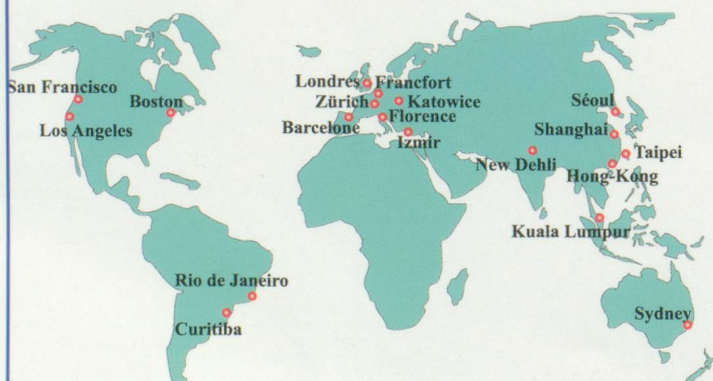 San Francisco
Boston
Los Angeles
Londres
Francfort
Zürich
Katowice
Barcelone
Florence
Izmir
Séoul
Shanghai
Taipei
New Dehli
Hong-Kong
Kuala Lumpur
Rio de Janeiro
Curitiba
Sydney